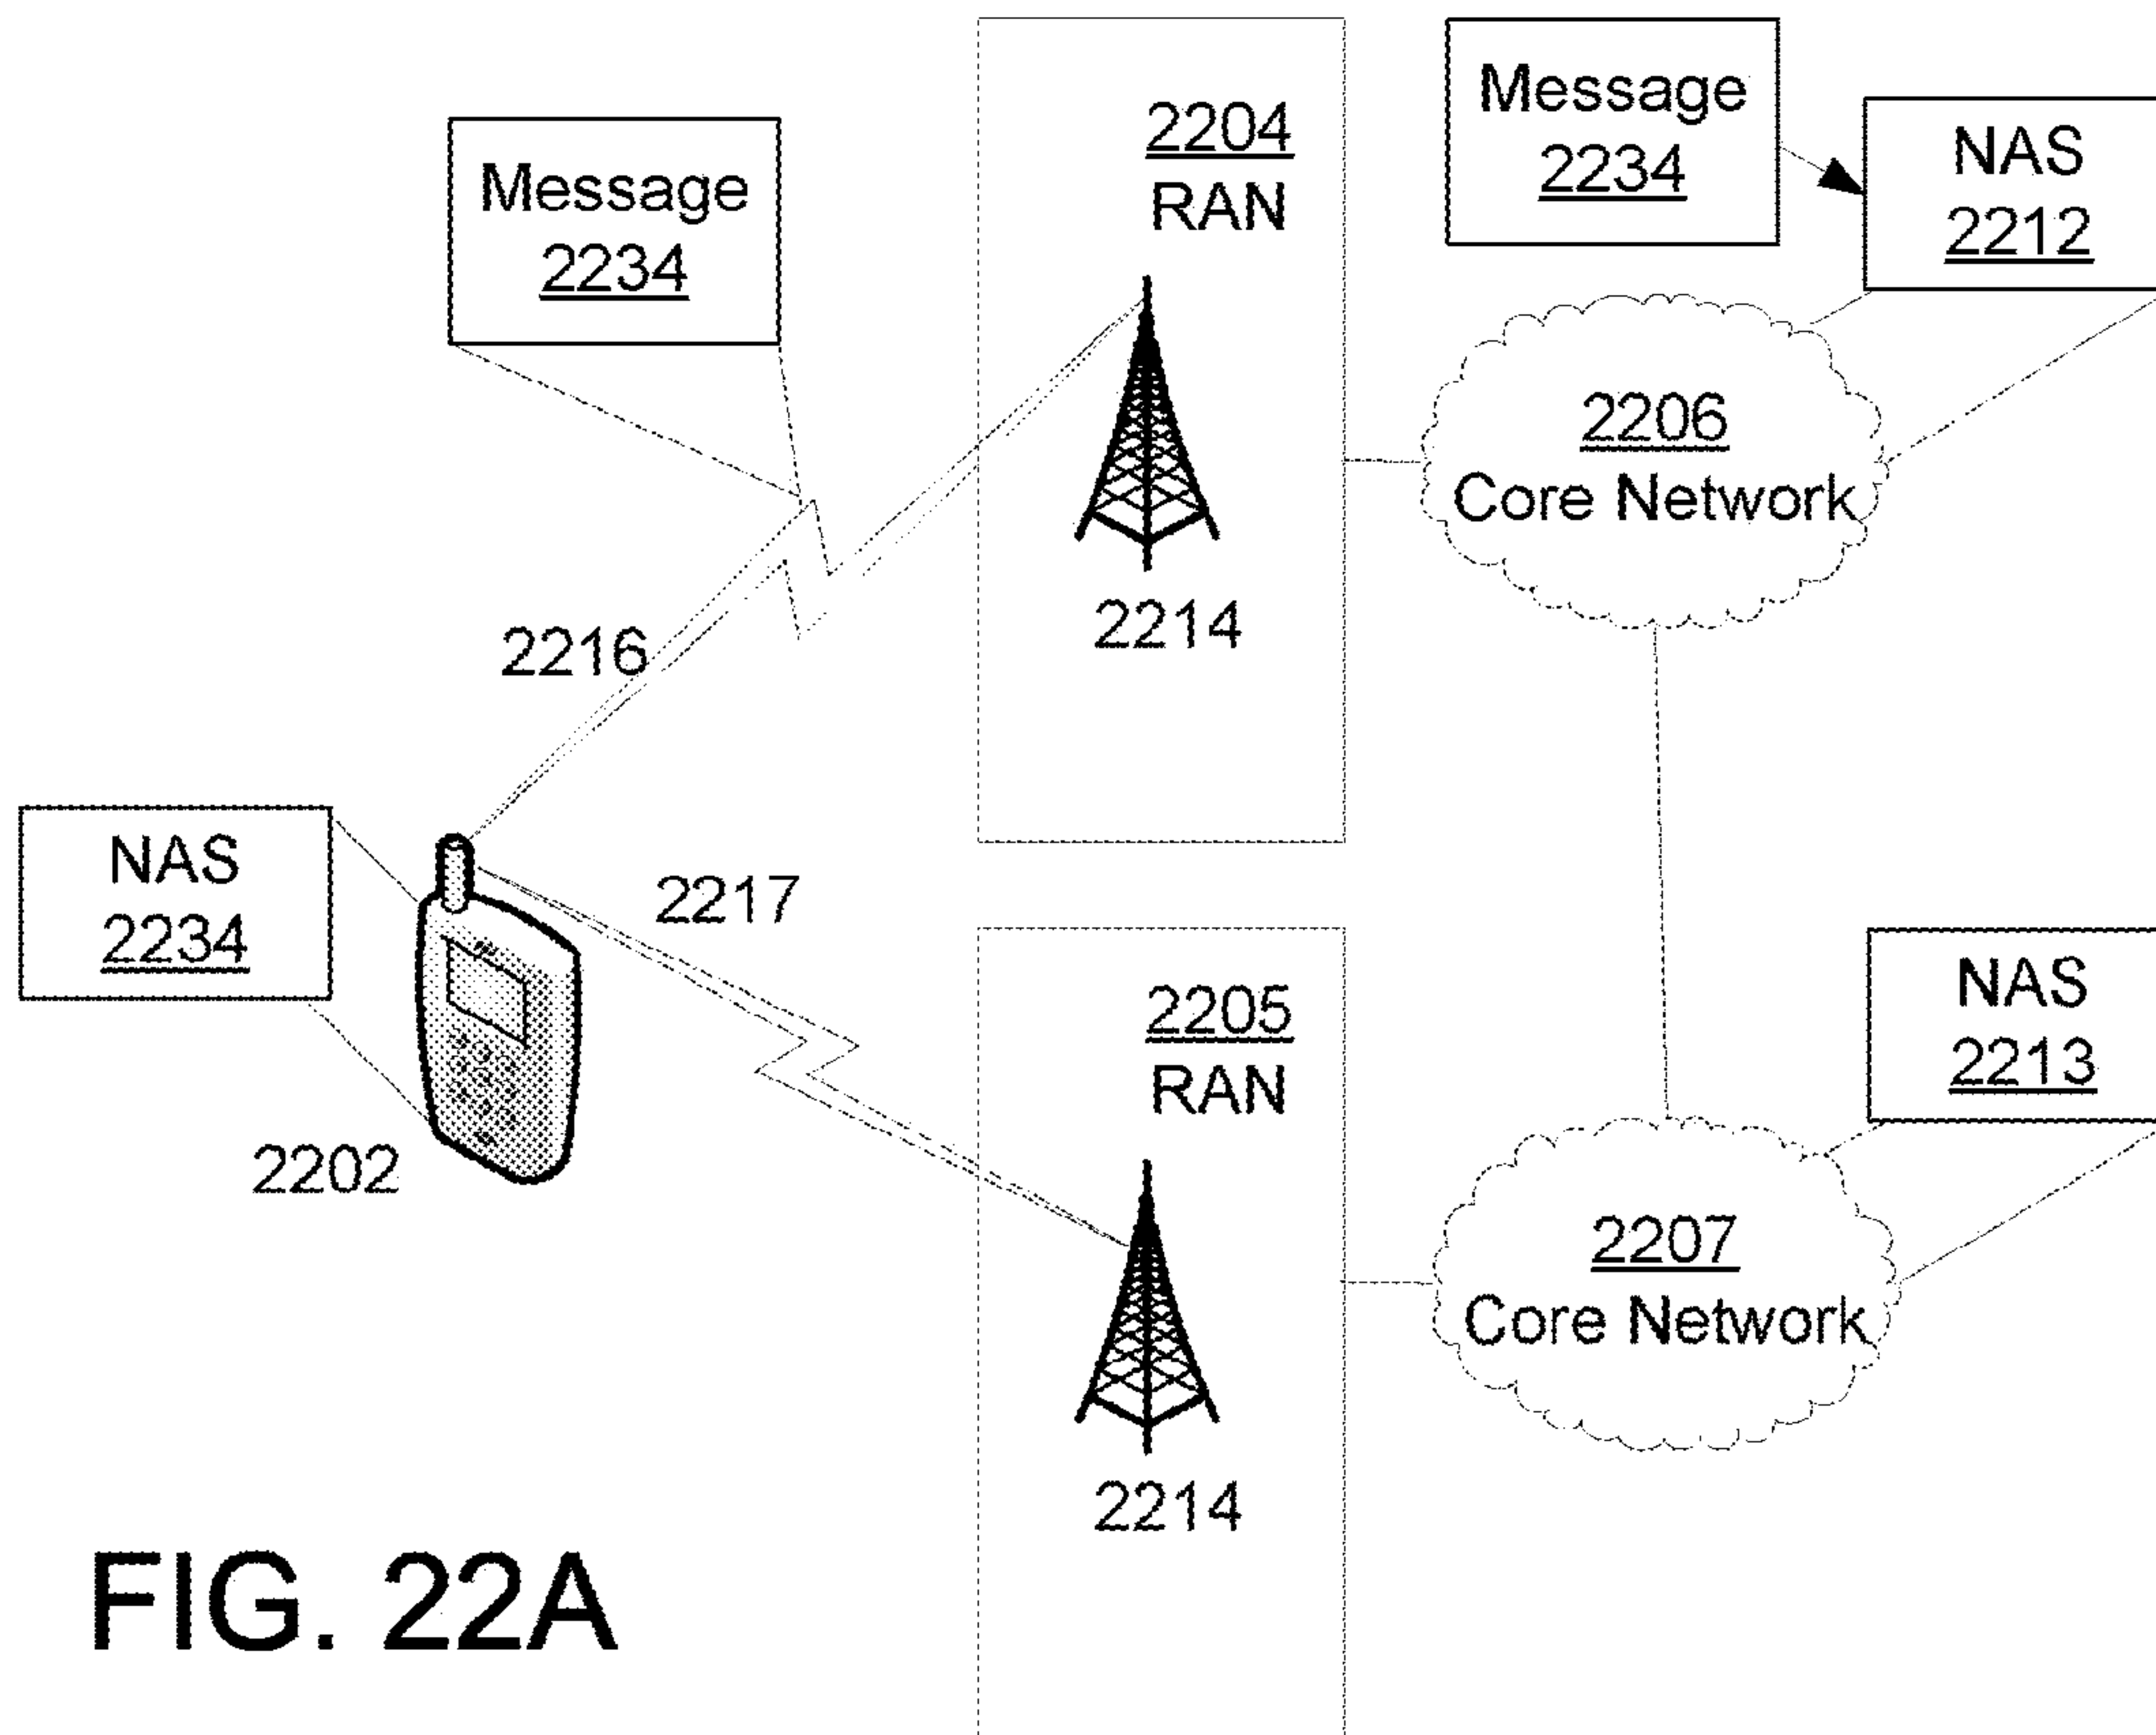 Message
2234
2204
RAN
Message
2234
NAS
2212
2206
Core Network
2214
2216
NAS
2234
2217
2202
2205
RAN
NAS
2213
2207
Core Network
2214
FIG. 22A